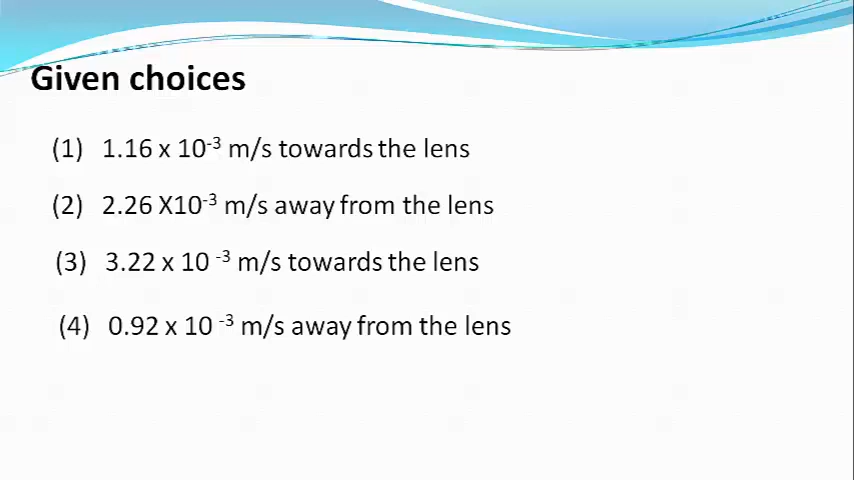 Given choices
(1) 1.16 x 10⁻³ m/s towards the lens
(2) 2.26 X10⁻³ m/s away from the lens
(3) 3.22 x 10 ⁻³ m/s towards the lens
(4) 0.92 x 10 ⁻³ m/s away from the lens